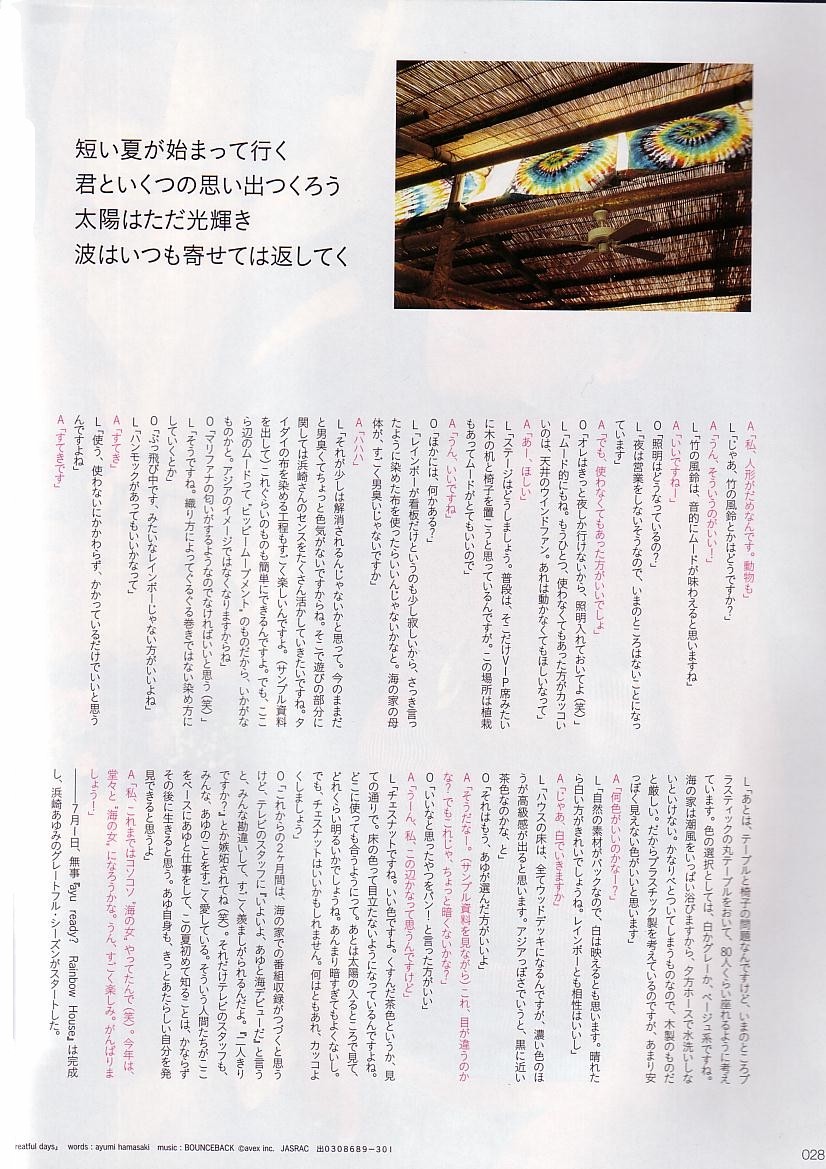 短い夏が始まって行く
君といくつの思い出つくろう
太陽はただ光輝き
波はいつも寄せては返してく
A「私、人形がだめなんです。動物も」
L「じゃあ、竹の風鈴とかはどうですか?」
A「うん、そういうのがいい!」
L「竹の風鈴は、音的にムードが味わえると思いますね」
A「いいですねー」
O「照明はどうなっているの?」
L「夜は営業をしないそうなので、いまのところはないことになっ
ています」
A「でも、使わなくてもあった方がいいでしょ」
O「オレはきっと夜しか行けないから、照明入れておいてよ(笑)」
L「ムード的にもね。もうひとつ、使わなくてもあった方がカッコい
いのは、天井のウインドファン。あれは動かなくてもほしいなって」
A「あー、ほしい」
L「ステージはどうしましょう。普段は、そこだけVIP席みたい
に木の机と椅子を置こうと思っているんですが。この場所は植栽
もあってムードがとてもいいので」
A「うん、いいですね」
O「ほかには、何かある?」
L「レインボーが看板だけというのも少し寂しいから、さっき言っ
たように染めた布を使ったらいいんじゃないかなと。海の家の母
体が、すごく男臭いじゃないですか」
A「ハハハ」
L「それが少しは解消されるんじゃないかと思って。今のままだ
と男臭くてちょっと色気がないですからね。そこで遊びの部分に
関しては浜崎さんのセンスをたくさん活かしていきたいですね。タ
イダイの布を染める工程もすごく楽しいんですよ。(サンプル資料
を出して)これぐらいのものも簡単にできるんですよ。でも、ここ
ら辺のムードって“ヒッピームーブメント”のものだから、いかがな
ものかと。アジアのイメージではなくなりますからね」
O「マリファナの匂いがするようなのでなければいいと思う(笑)」
L「そうですね。織り方によってぐるぐる巻きではない染め方に
していくとか」
O「ぶっ飛び中です、みたいなレインボーじゃない方がいいよね」
L「ハンモックがあってもいいかなって」
A「すてき」
L「使う、使わないにかかわらず、かかっているだけでいいと思う
んですよね」
A「すてきです」
L「あとは、テーブルと椅子の問題なんですけど、いまのところプ
ラスティックの丸テーブルをおいて、80人くらい座れるように考え
ています。色の選択としては、白かグレーか、ベージュ系ですね。
海の家は潮風をいっぱい浴びますから、夕方ホースで水洗いしな
いといけない。かなりべとついてしまうものなので、木製のものだ
と厳しい。だからプラスチック製を考えているのですが、あまり安
っぽく見えない色がいいと思います」
A「何色がいいのかなー?」
L「自然の素材がバックなので、白は映えるとも思います。晴れた
ら白い方がきれいでしょうね。レインボーとも相性はいいし」
A「じゃあ、白でいきますか」
L「ハウスの床は、全てウッドデッキになるんですが、濃い色のほ
うが高級感が出ると思います。アジアっぽさでいうと、黒に近い
茶色なのかな、と」
O「それはもう、あゆが選んだ方がいいよ」
A「そうだなー。(サンプル資料を見ながら)これ、目が違うのか
な?でもこれじゃ、ちょっと暗くないかな?」
O「いいなと思ったやつをバン!と言った方がいい」
A「うーん、私、この辺かなって思うんですけど」
L「チェスナットですね。いい色ですよ。くすんだ茶色というか、見
ての通りで。床の色って目立たないようになっているんですよね。
どこに使っても合うようにって。あとは太陽の入るところで見て、
どれくらい明るいかでしょうね。あんまり暗すぎてもよくないし。
でも、チェスナットはいいかもしれません。何はともあれ、カッコよ
くしましょう」
O「これからの2ヶ月間は、海の家での番組収録がつづくと思う
けど、テレビのスタッフに『いよいよ、あゆと海デビューだ』と言う
と、みんな勘違いして、すごく羨ましがられるんだよ。『二人きり
ですか?』とか嫉妬されてね(笑)。それだけテレビのスタッフも、
みんな、あゆのことをすごく愛している。そういう人間たちがここ
をベースにあゆと仕事をして、この夏初めて知ることは、かならず
その後に生きると思う。あゆ自身も、きっとあたらしい自分を発
見できると思うよ」
A「私、これまではコソコソ“海の女”やってたんで(笑)。今年は、
堂々と“海の女”になろうかな。うん、すごく楽しみ。がんばりま
しょう!」
――7月1日、無事『ayu ready? Rainbow House』は完成
し、浜崎あゆみのグレートフル・シーズンがスタートした。
reatful days』 words : ayumi hamasaki music : BOUNCEBACK ©avex inc. JASRAC 出0308689-301
028